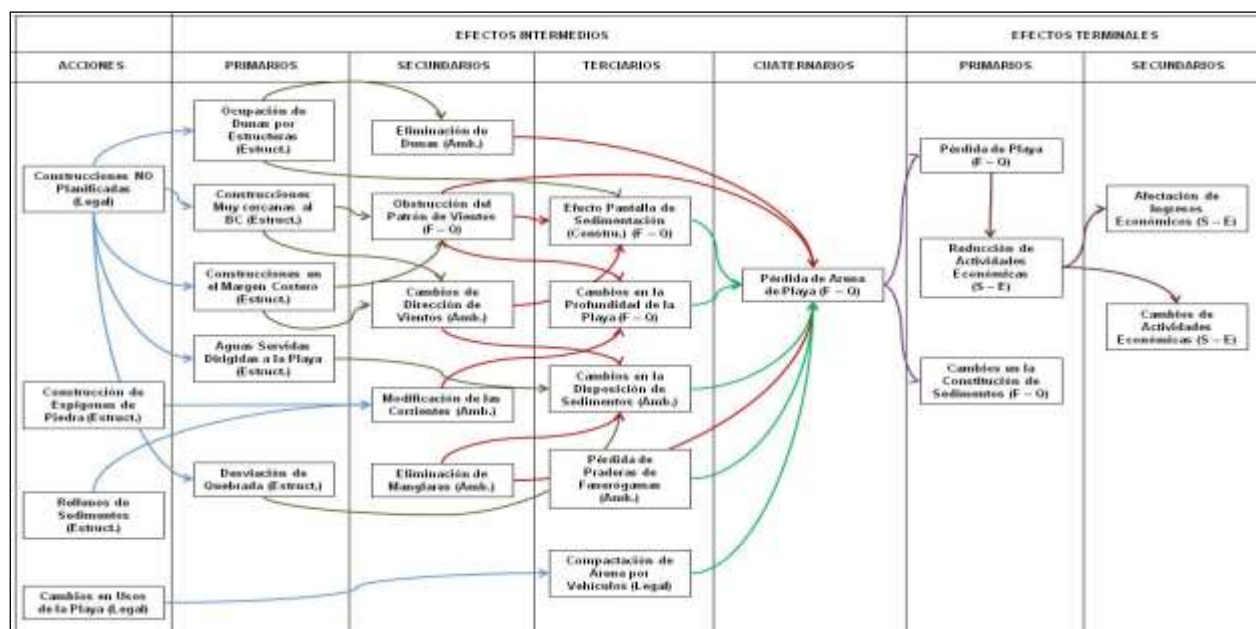 EFECTOS INTERMEDIOS
EFECTOS TERMINALES
ACCIONES
PRIMARIOS
SECUNDARIOS
TERCIARIOS
CUATERNARIOS
PRIMARIOS
SECUNDARIOS
Construcciones NO
Planificadas
(Legal)
Construcción de
Espigones de
Piedra (Estruct.)
Rellenos de
Sedimentos
(Estruct.)
Cambios en Usos
de la Playa (Legal)
Ocupación de
Dunas por
Estructuras
(Estruct.)
Construcciones
Muy cercanas al
BC (Estruct.)
Construcciones en
el Margen Costero
(Estruct.)
Aguas Servidas
Dirigidas a la Playa
(Estruct.)
Desviación de
Quebrada (Estruct.)
Eliminación de
Dunas (Amb.)
Obstrucción del
Patrón de Vientos
(F – Q)
Cambios de
Dirección de
Vientos (Amb.)
Modificación de las
Corrientes (Amb.)
Eliminación de
Manglares (Amb.)
Efecto Pantalla de
Sedimentación
(Constru.) (F – Q)
Cambios en la
Profundidad de la
Playa (F – Q)
Cambios en la
Disposición de
Sedimentos (Amb.)
Pérdida de
Praderas de
Fanerógamas
(Amb.)
Compactación de
Arena por
Vehículos (Legal)
Pérdida de Arena
de Playa (F – Q)
Pérdida de Playa
(F – Q)
Reducción de
Actividades
Económicas
(S – E)
Cambios en la
Constitución de
Sedimentos (F – Q)
Afectación de
Ingresos
Económicos (S – E)
Cambios de
Actividades
Económicas (S – E)